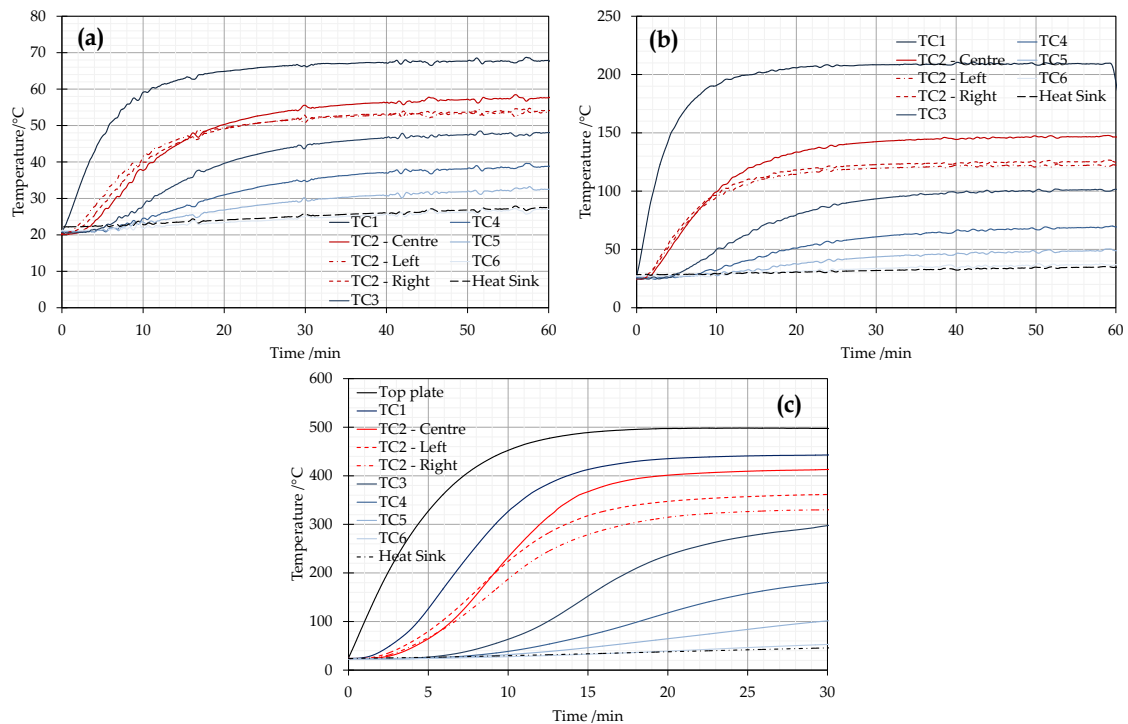 (a)
80
70
60
50
40
30
20
10
0
Temperature/°C
TC1
TC4
TC2 - Centre
TC5
TC2 - Left
TC6
TC2 - Right
Heat Sink
TC3
0 10 20 30 40 50 60
Time /min
(b)
250
200
150
100
50
0
Temperature /°C
TC1
TC4
TC2 - Centre
TC5
TC2 - Left
TC6
TC2 - Right
Heat Sink
TC3
0 10 20 30 40 50 60
Time /min
(c)
600
500
400
300
200
100
0
Temperature /°C
Top plate
TC1
TC2 - Centre
TC2 - Left
TC2 - Right
TC3
TC4
TC5
TC6
Heat Sink
0 5 10 15 20 25 30
Time /min